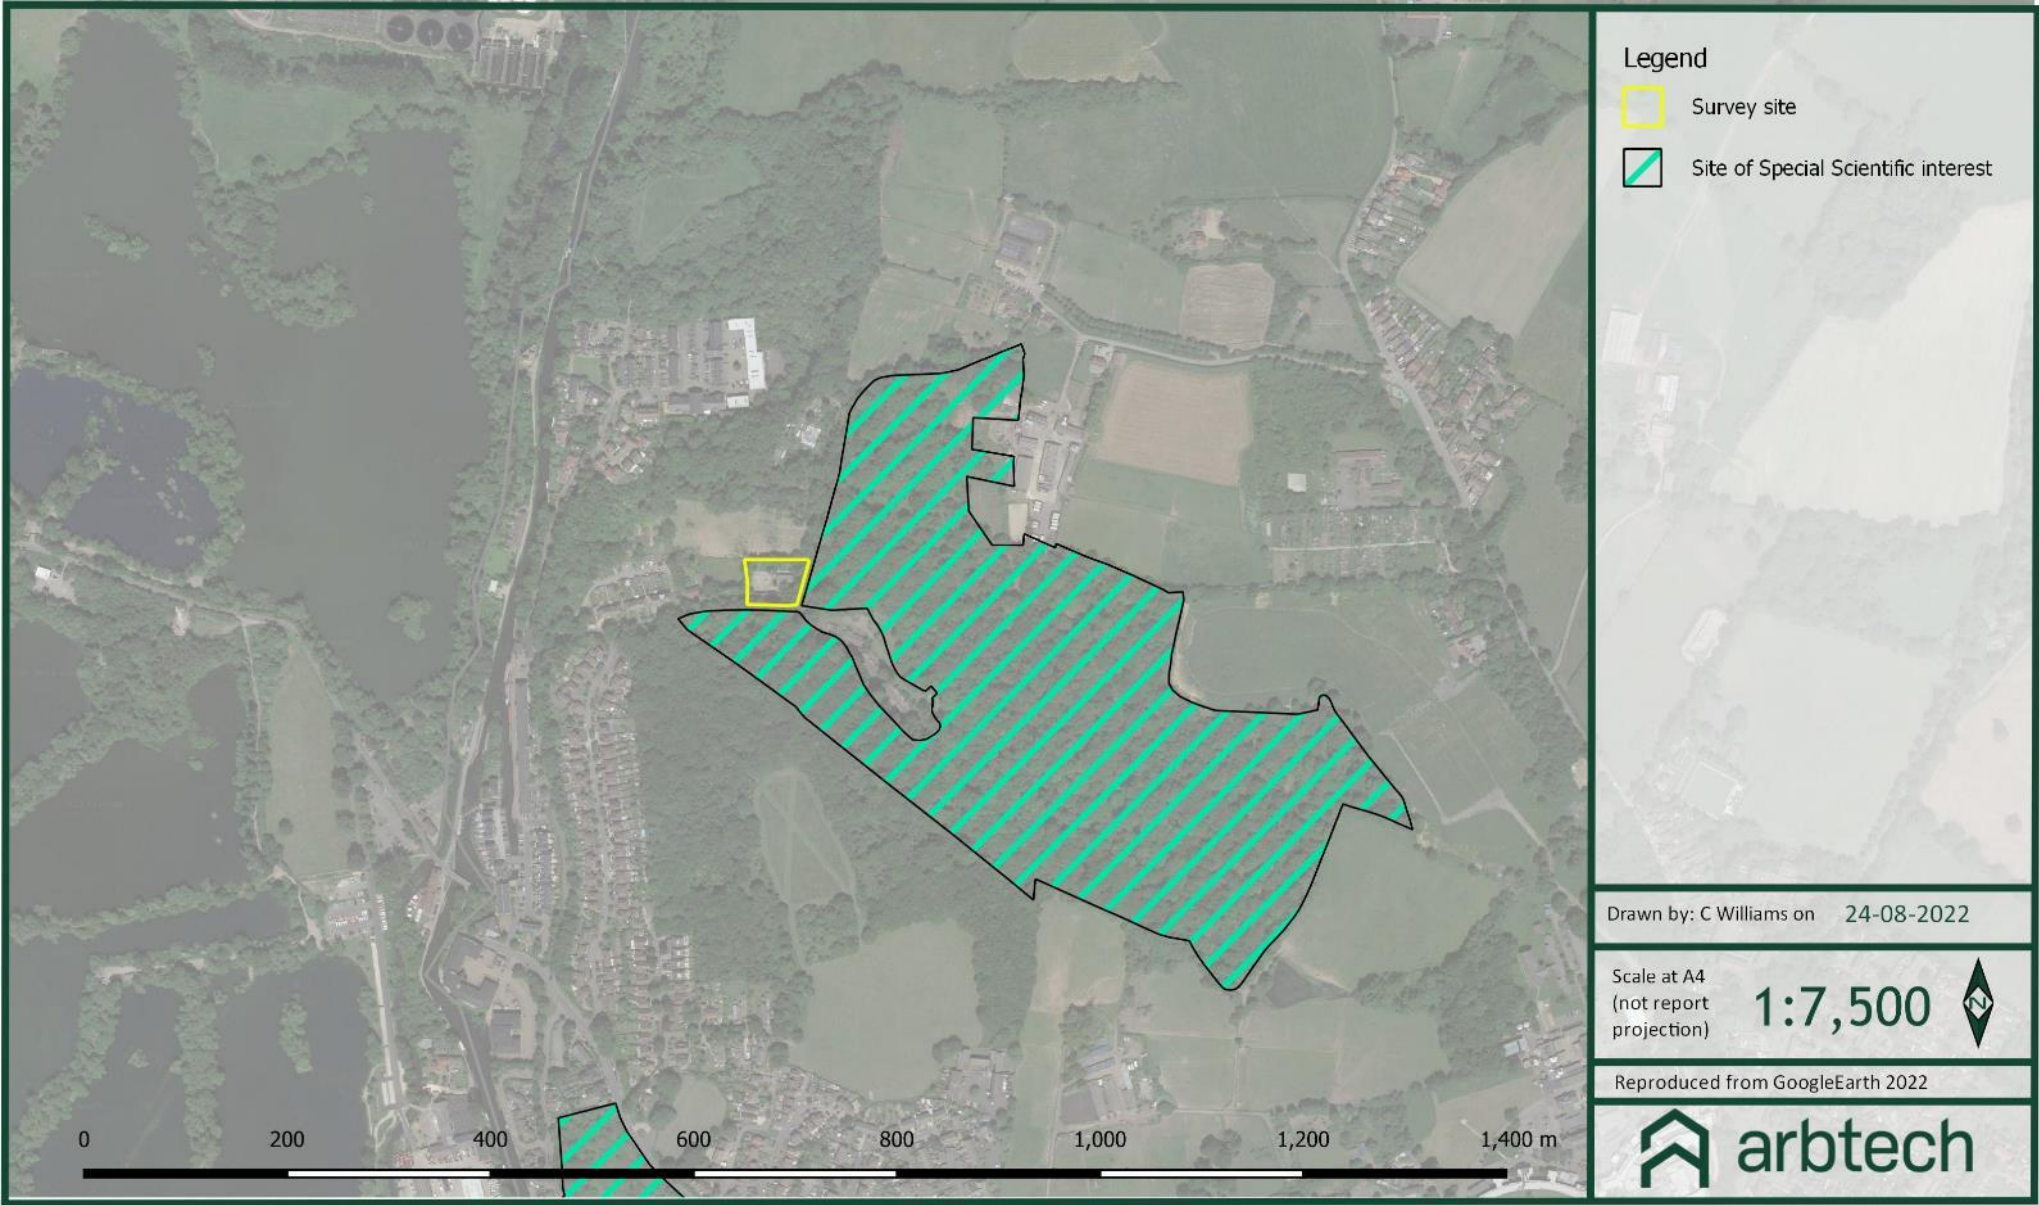 Legend
Survey site
Site of Special Scientific interest
Drawn by: C Williams on 24-08-2022
Scale at A4
(not report
projection)
1:7,500
N
Reproduced from GoogleEarth 2022
arbtech
0 200 400 600 800 1,000 1,200 1,400 m